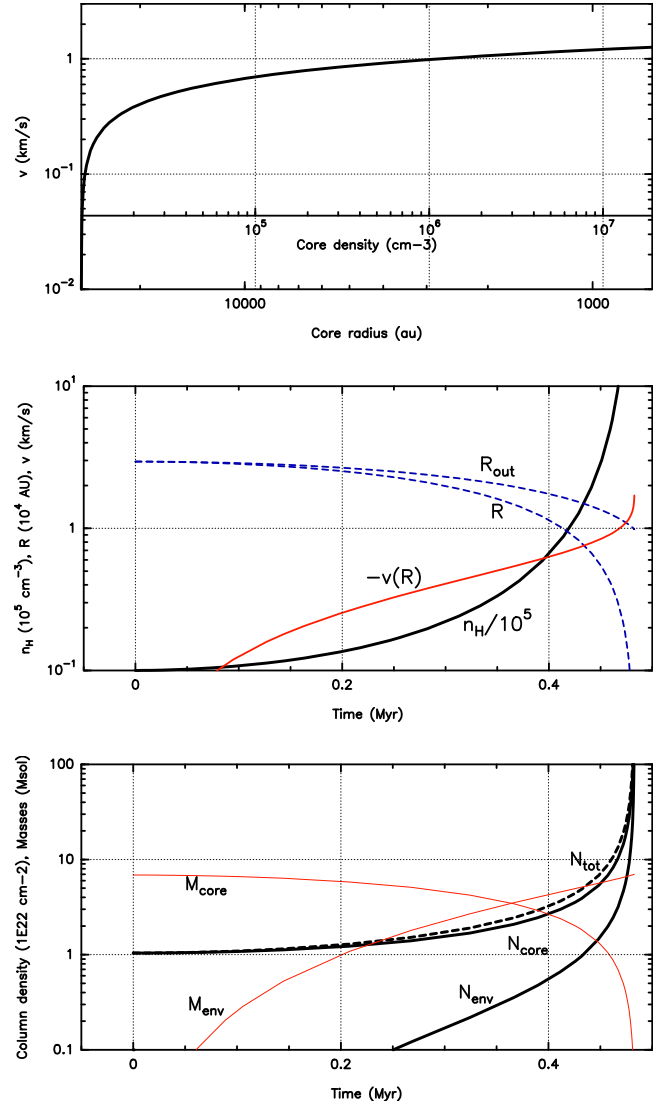 1
10⁻¹
10⁻²
v (km/s)
10⁵ 10⁶ 10⁷
Core density (cm−3)
10000 1000
Core radius (au)
10¹
1
10⁻¹
n_H (10⁵ cm⁻³), R (10⁴ AU), v (km/s)
R_out
R
−v(R)
n_H/10⁵
0 0.2 0.4
Time (Myr)
100
10
1
0.1
Column density (1E22 cm−2), Masses (Msol)
N_tot
M_core
N_core
M_env
N_env
0 0.2 0.4
Time (Myr)